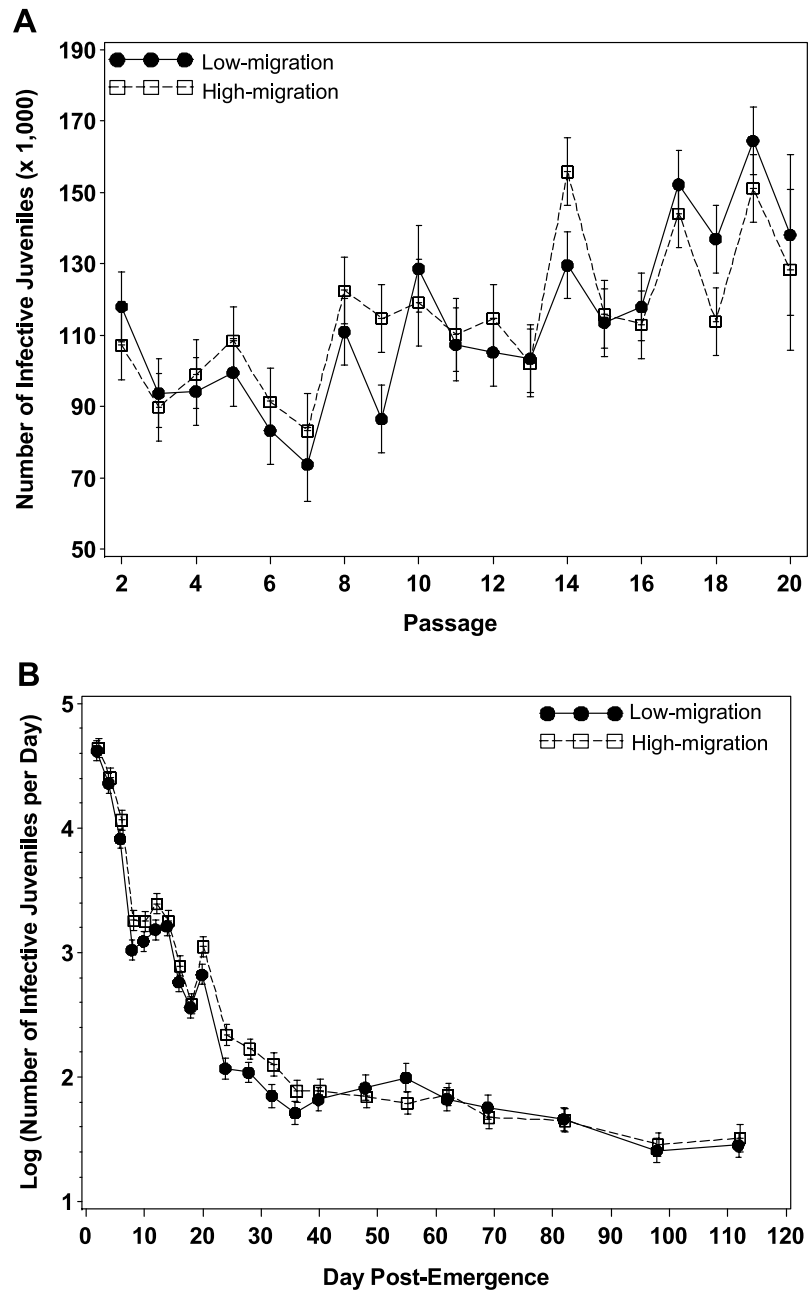 A
Low-migration
High-migration
Number of Infective Juveniles (x 1,000)
190
170
150
130
110
90
70
50
2 4 6 8 10 12 14 16 18 20
Passage
B
Low-migration
High-migration
Log (Number of Infective Juveniles per Day)
5
4
3
2
1
0 10 20 30 40 50 60 70 80 90 100 110 120
Day Post-Emergence